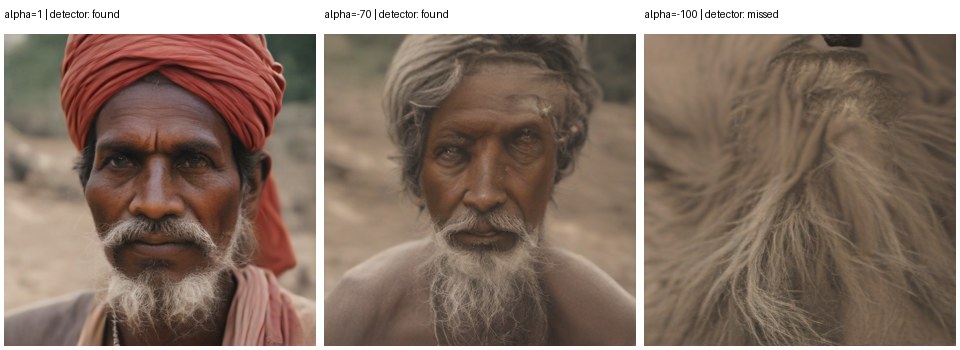 alpha=1 | detector: found
alpha=-70 | detector: found
alpha=-100 | detector: missed